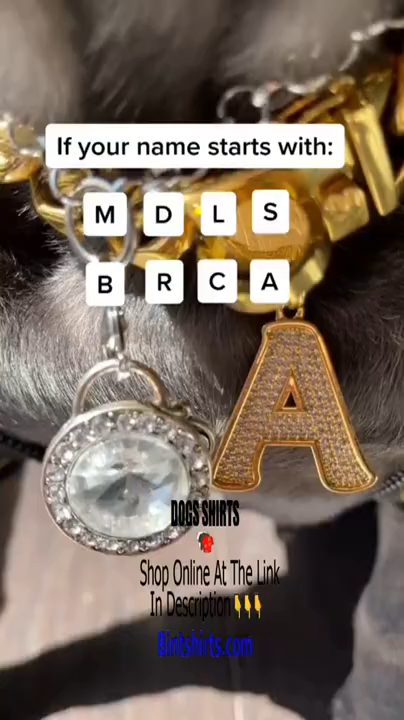 If your name starts with:
M D L S
B R C A
A
DOGS SHIRTS
Shop Online At The Link
In Description👇👇👇
Bintshirts.com